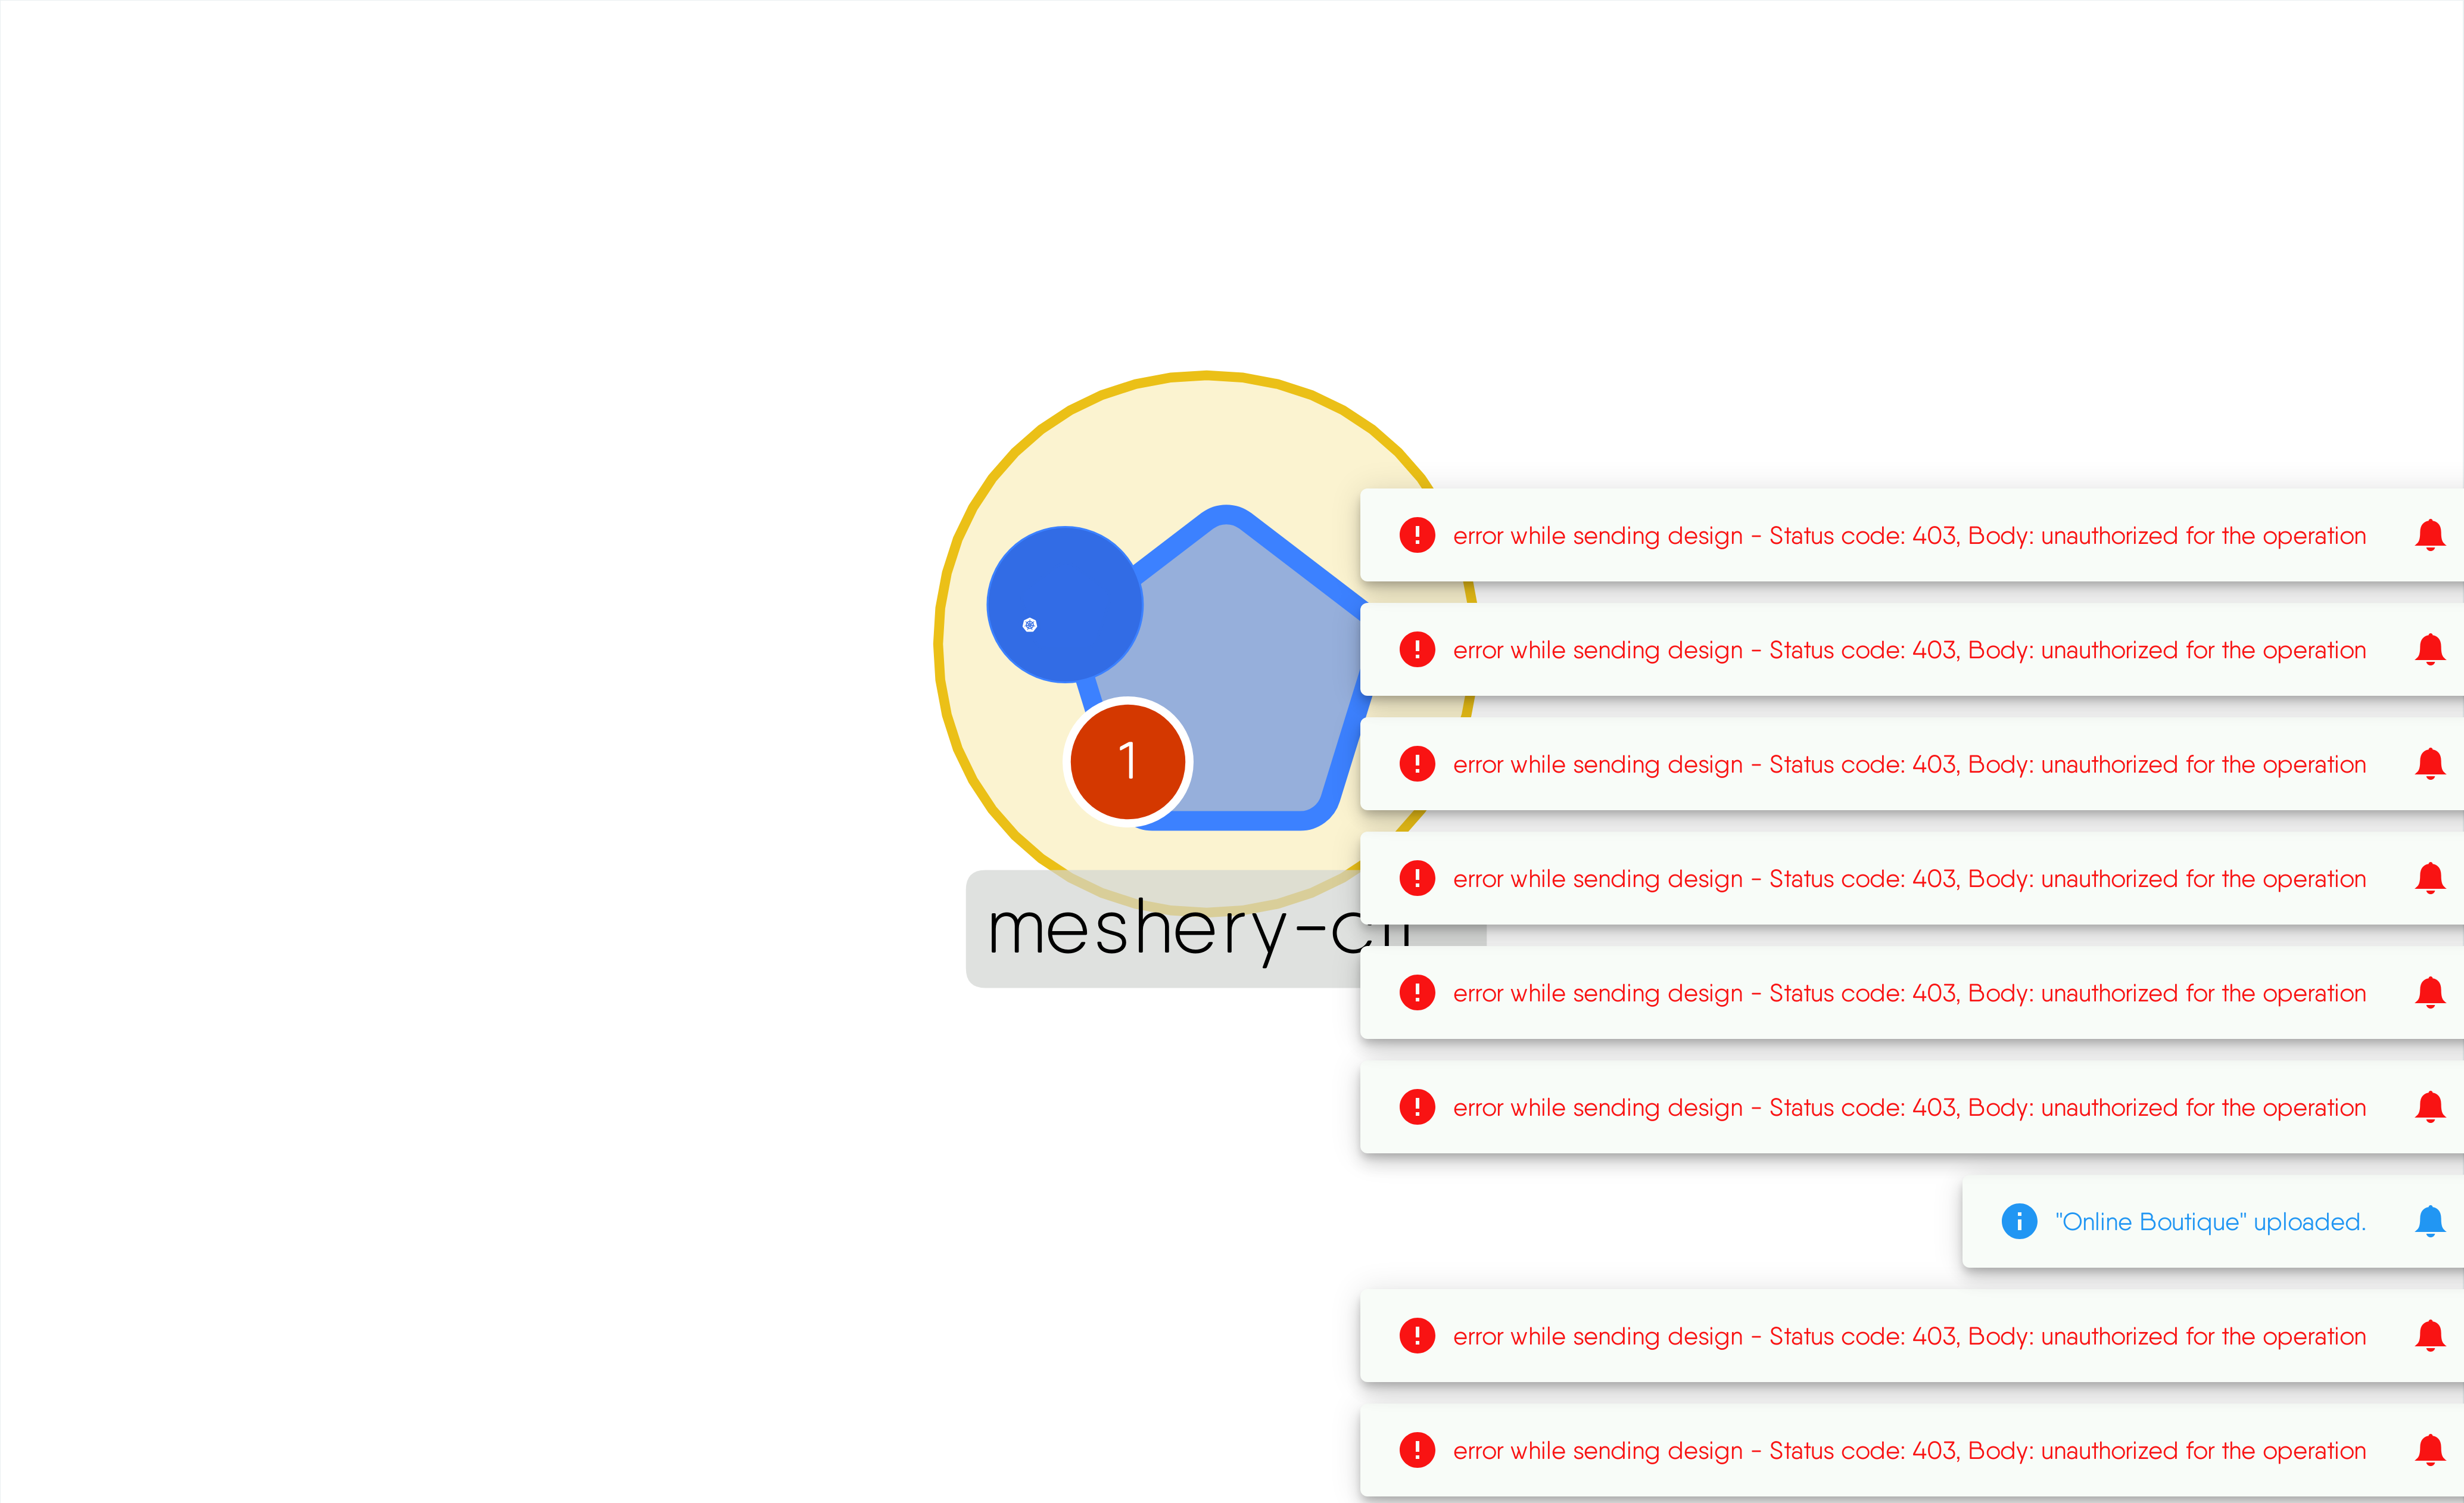 error while sending design - Status code: 403, Body: unauthorized for the operation
error while sending design - Status code: 403, Body: unauthorized for the operation
1
error while sending design - Status code: 403, Body: unauthorized for the operation
error while sending design - Status code: 403, Body: unauthorized for the operation
meshery-
error while sending design - Status code: 403, Body: unauthorized for the operation
error while sending design - Status code: 403, Body: unauthorized for the operation
"Online Boutique" uploaded.
error while sending design - Status code: 403, Body: unauthorized for the operation
error while sending design - Status code: 403, Body: unauthorized for the operation